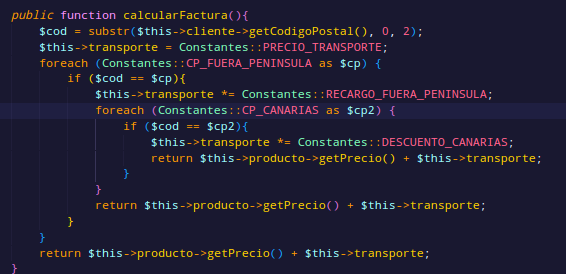 public function calcularFactura(){
$cod = substr($this->cliente->getCodigoPostal(), 0, 2);
$this->transporte = Constantes::PRECIO_TRANSPORTE;
foreach (Constantes::CP_FUERA_PENINSULA as $cp) {
if ($cod == $cp){
$this->transporte *= Constantes::RECARGO_FUERA_PENINSULA;
foreach (Constantes::CP_CANARIAS as $cp2) {
if ($cod == $cp2){
$this->transporte *= Constantes::DESCUENTO_CANARIAS;
return $this->producto->getPrecio() + $this->transporte;
}
}
return $this->producto->getPrecio() + $this->transporte;
}
}
return $this->producto->getPrecio() + $this->transporte;
}